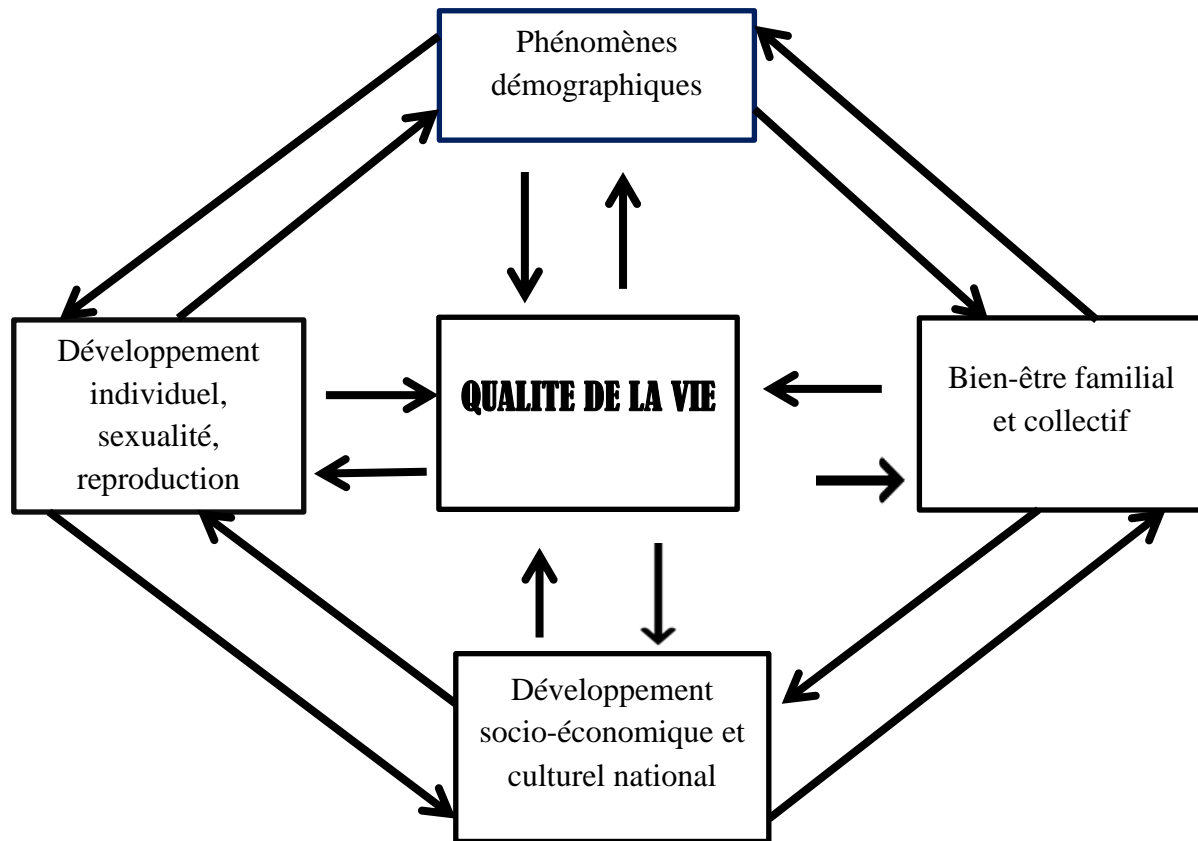 Phénomènes
démographiques
Développement
individuel,
sexualité,
reproduction
QUALITE DE LA VIE
Bien-être familial
et collectif
Développement
socio-économique et
culturel national